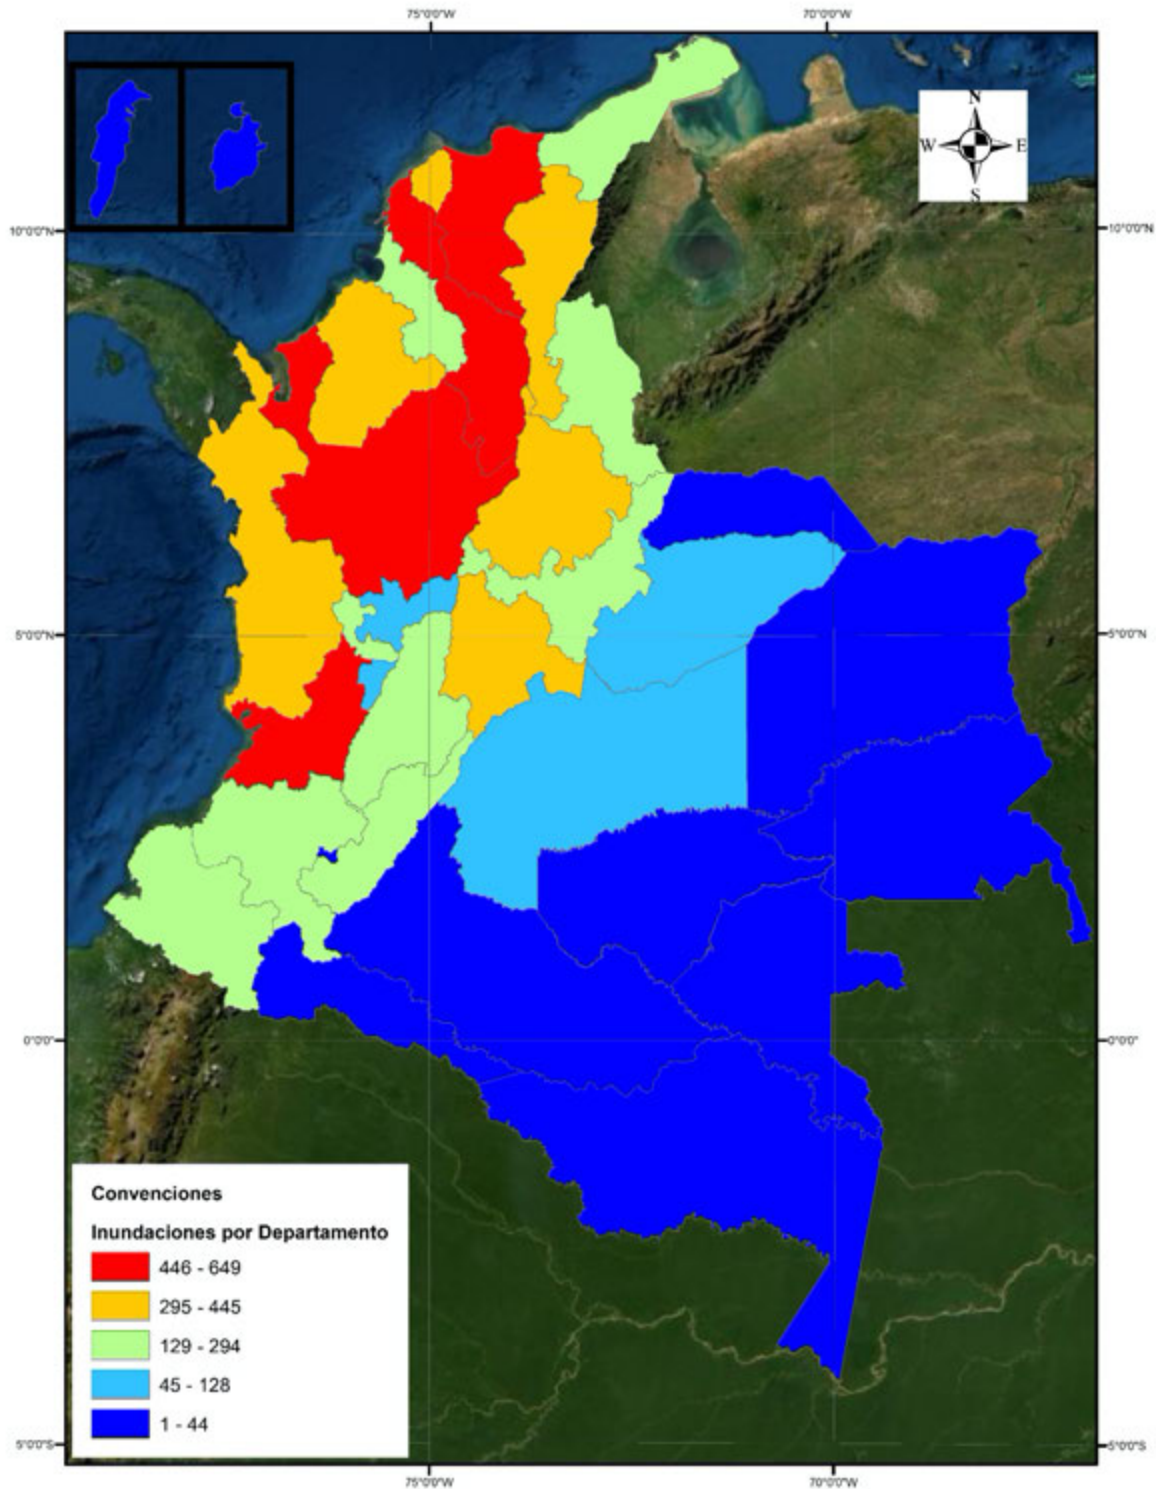 75°0'0"W 70°0'0"W
N
W E
S
10°0'0"N 10°0'0"N
5°0'0"N 5°0'0"N
0°0'0" 0°0'0"
Convenciones
Inundaciones por Departamento
446 - 649
295 - 445
129 - 294
45 - 128
1 - 44
5°0'0"S 5°0'0"S
75°0'0"W 70°0'0"W